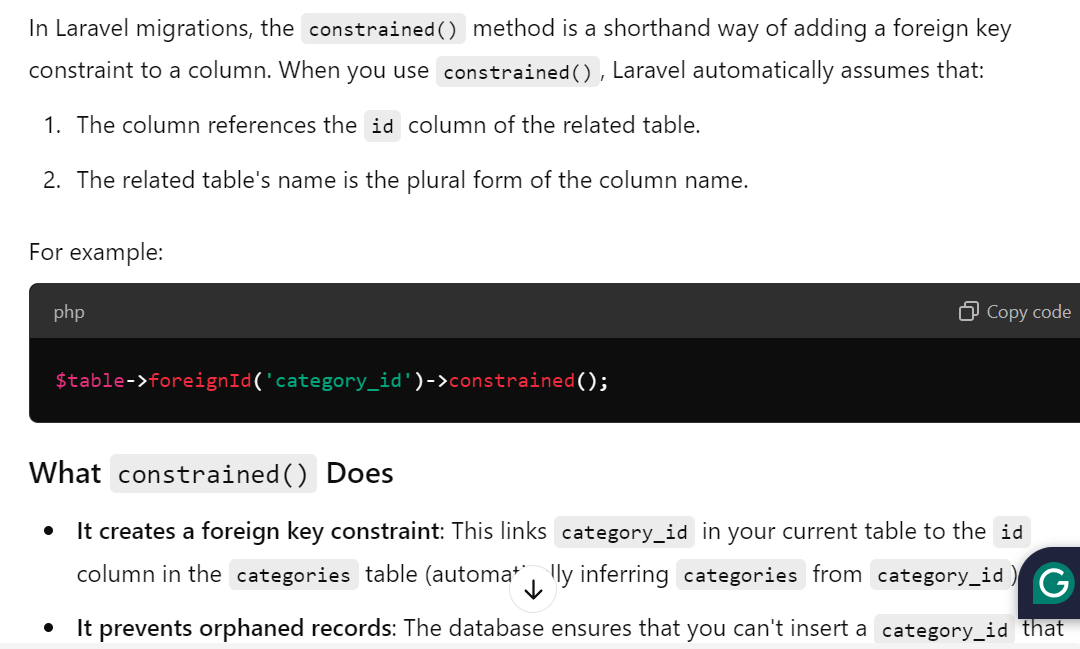 In Laravel migrations, the constrained() method is a shorthand way of adding a foreign key
constraint to a column. When you use constrained(), Laravel automatically assumes that:
1. The column references the id column of the related table.
2. The related table's name is the plural form of the column name.
For example:
php
Copy code
$table->foreignId('category_id')->constrained();
What constrained() Does
It creates a foreign key constraint: This links category_id in your current table to the id
column in the categories table (automatically inferring categories from category_id)
It prevents orphaned records: The database ensures that you can't insert a category_id that